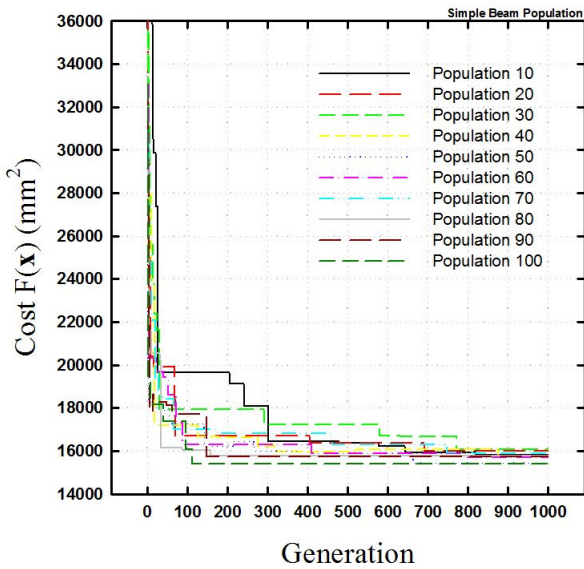 Simple Beam Population
36000
34000
32000
30000
28000
26000
24000
22000
20000
18000
16000
14000
Cost F(x) (mm²)
Population 10
Population 20
Population 30
Population 40
Population 50
Population 60
Population 70
Population 80
Population 90
Population 100
0 100 200 300 400 500 600 700 800 900 1000
Generation